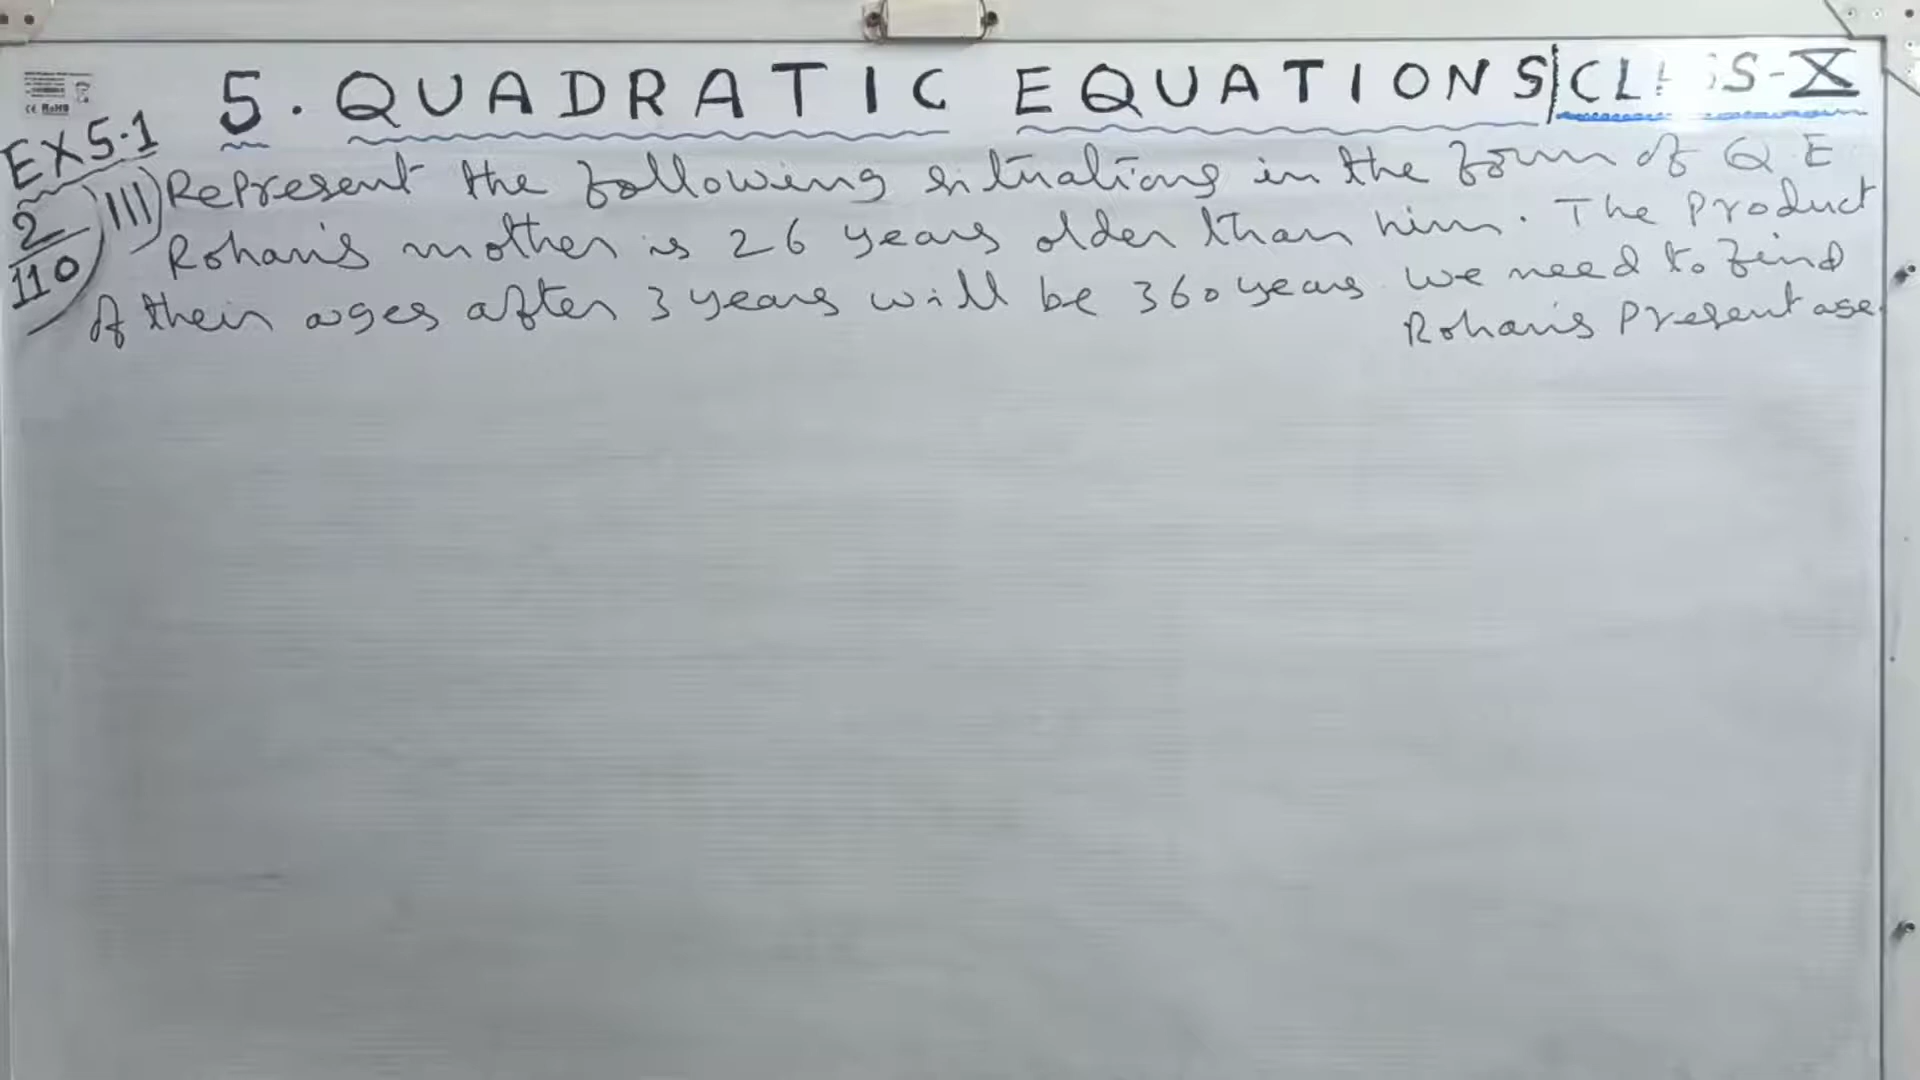 5. QUADRATIC EQUATIONS|CLASS-X
EX 5.1
2/110 III) Represent the following situations in the form of Q E
Rohan's mother is 26 years older than him. The Product
of their ages after 3 years will be 360 years. we need to find
Rohan's Present age.
CE RoHS